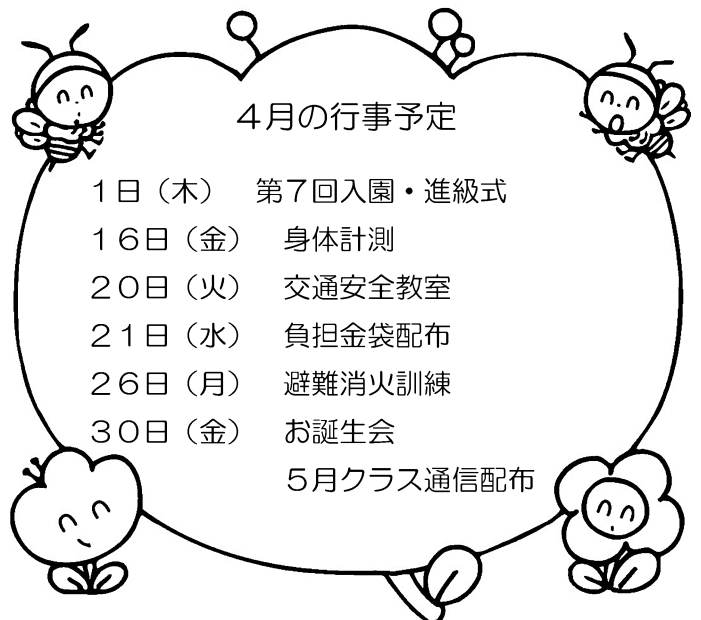 ４月の行事予定
１日（木）　第７回入園・進級式
１６日（金）　身体計測
２０日（火）　交通安全教室
２１日（水）　負担金袋配布
２６日（月）　避難消火訓練
３０日（金）　お誕生会
５月クラス通信配布